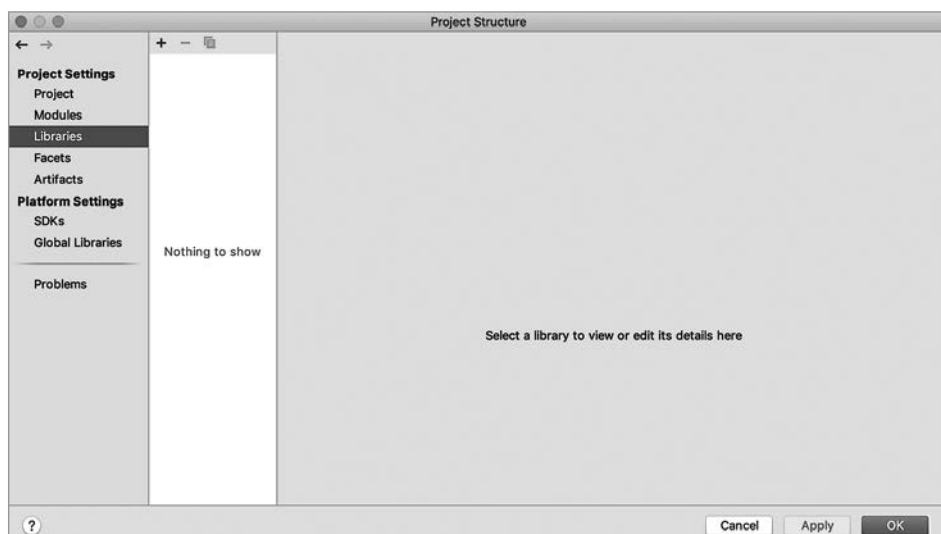 Project Structure
Project Settings
Project
Modules
Libraries
Facets
Artifacts
Platform Settings
SDKs
Global Libraries
Problems
Nothing to show
Select a library to view or edit its details here
?
Cancel
Apply
OK